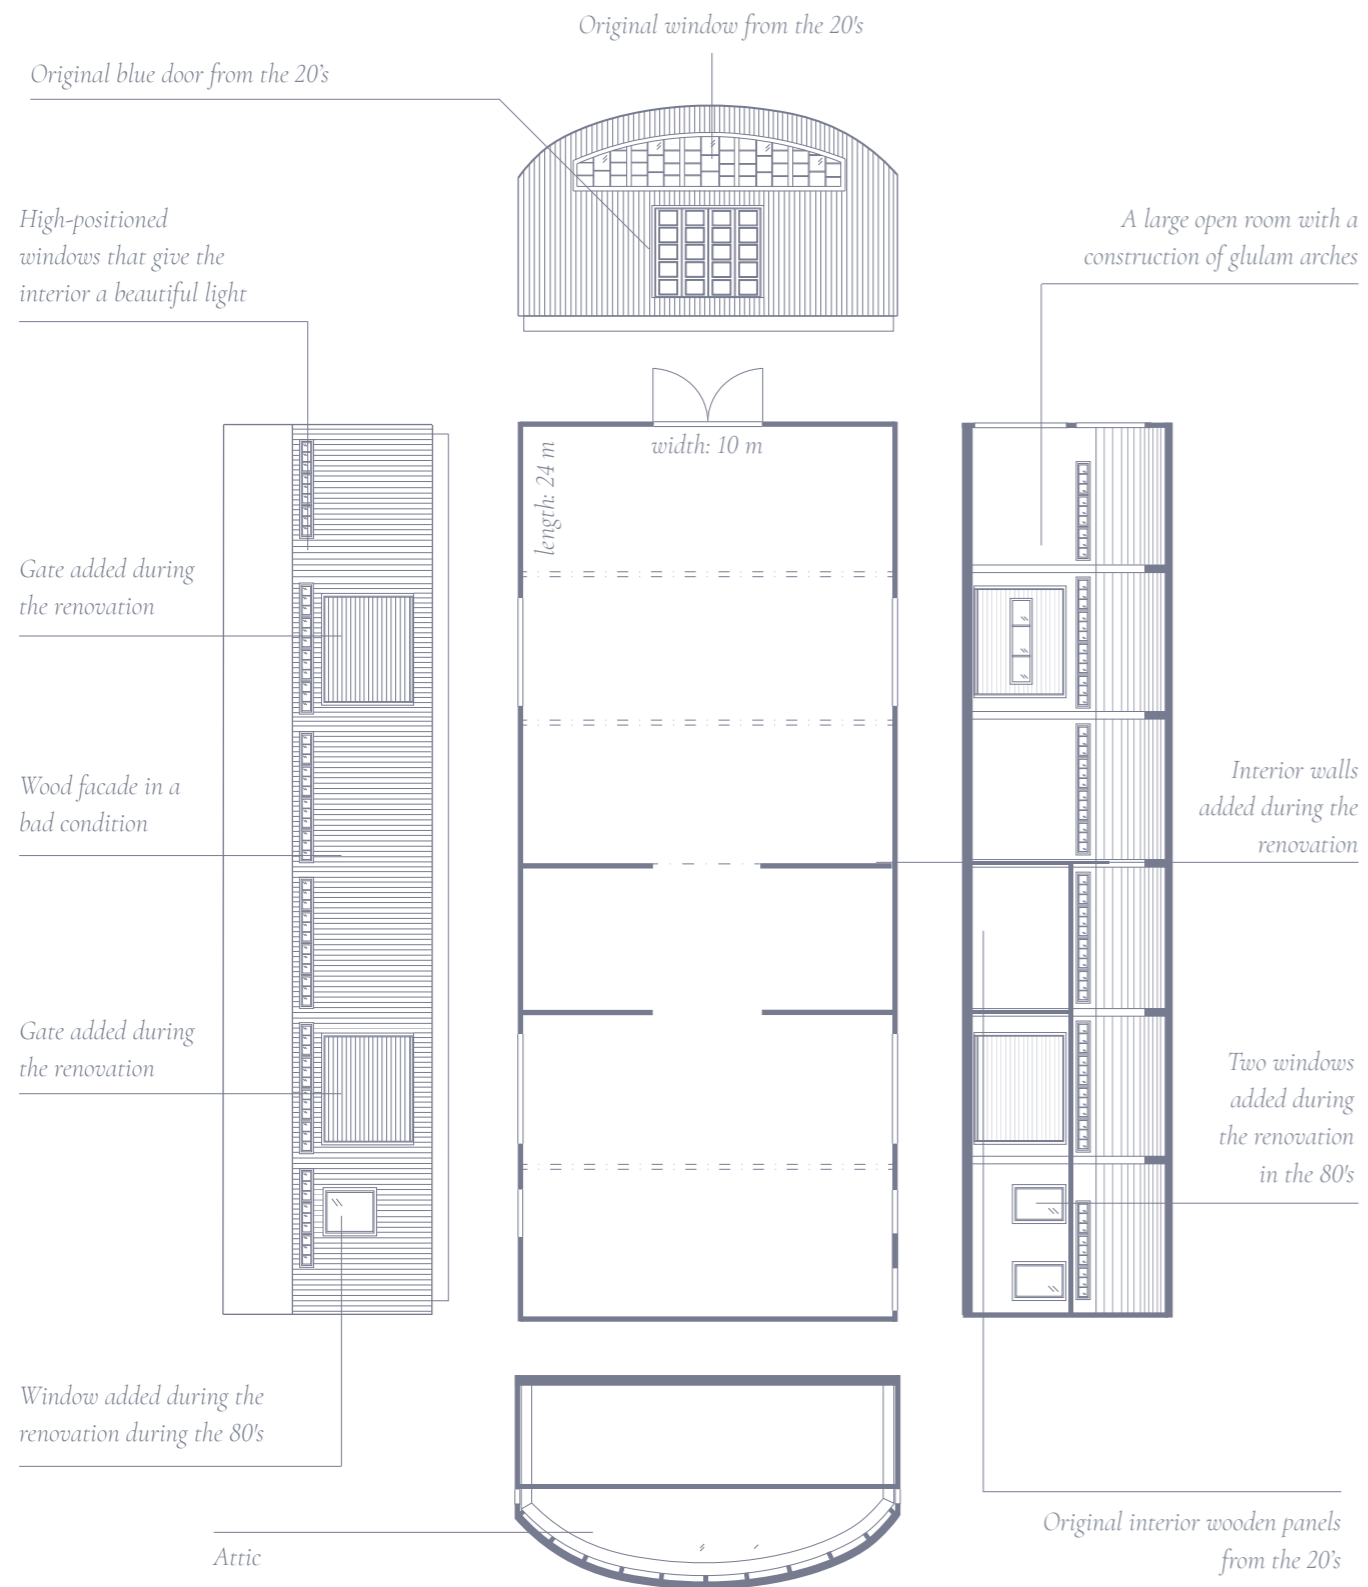 Original window from the 20's
Original blue door from the 20's
High-positioned
windows that give the
interior a beautiful light
A large open room with a
construction of glulam arches
width: 10 m
length: 24 m
Gate added during
the renovation
Wood facade in a
bad condition
Interior walls
added during the
renovation
Gate added during
the renovation
Two windows
added during
the renovation
in the 80's
Window added during the
renovation during the 80's
Attic
Original interior wooden panels
from the 20's